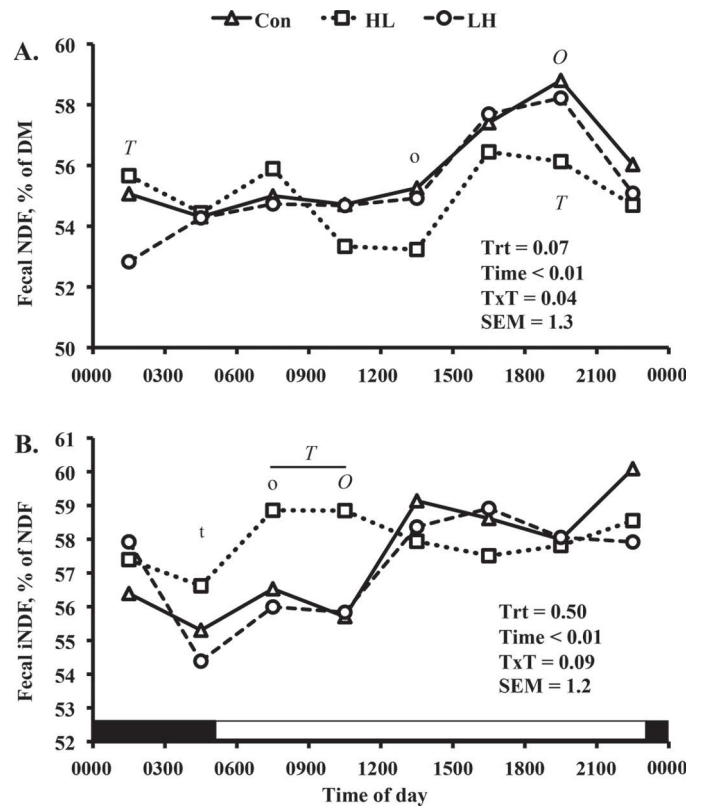 Con HL LH
A.
60
58
56
54
52
50
Fecal NDF, % of DM
T
o
O
T
Trt = 0.07
Time < 0.01
TxT = 0.04
SEM = 1.3
0000 0300 0600 0900 1200 1500 1800 2100 0000
B.
61
60
59
58
57
56
55
54
53
52
Fecal iNDF, % of NDF
T
o O
t
Trt = 0.50
Time < 0.01
TxT = 0.09
SEM = 1.2
0000 0300 0600 0900 1200 1500 1800 2100 0000
Time of day